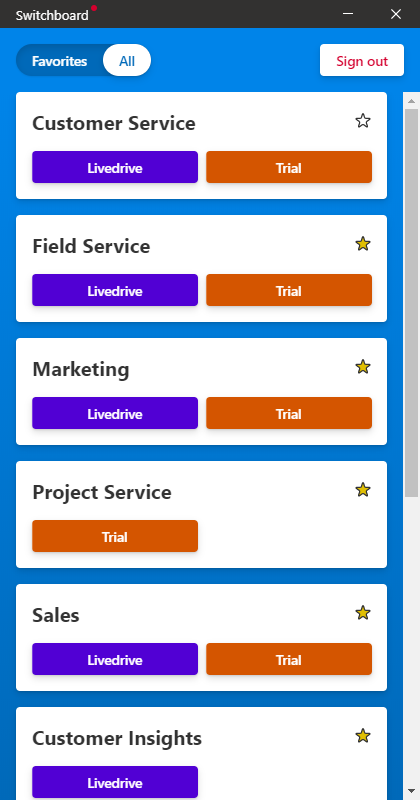 Switchboard
Favorites All Sign out
Customer Service
Livedrive Trial
Field Service
Livedrive Trial
Marketing
Livedrive Trial
Project Service
Trial
Sales
Livedrive Trial
Customer Insights
Livedrive